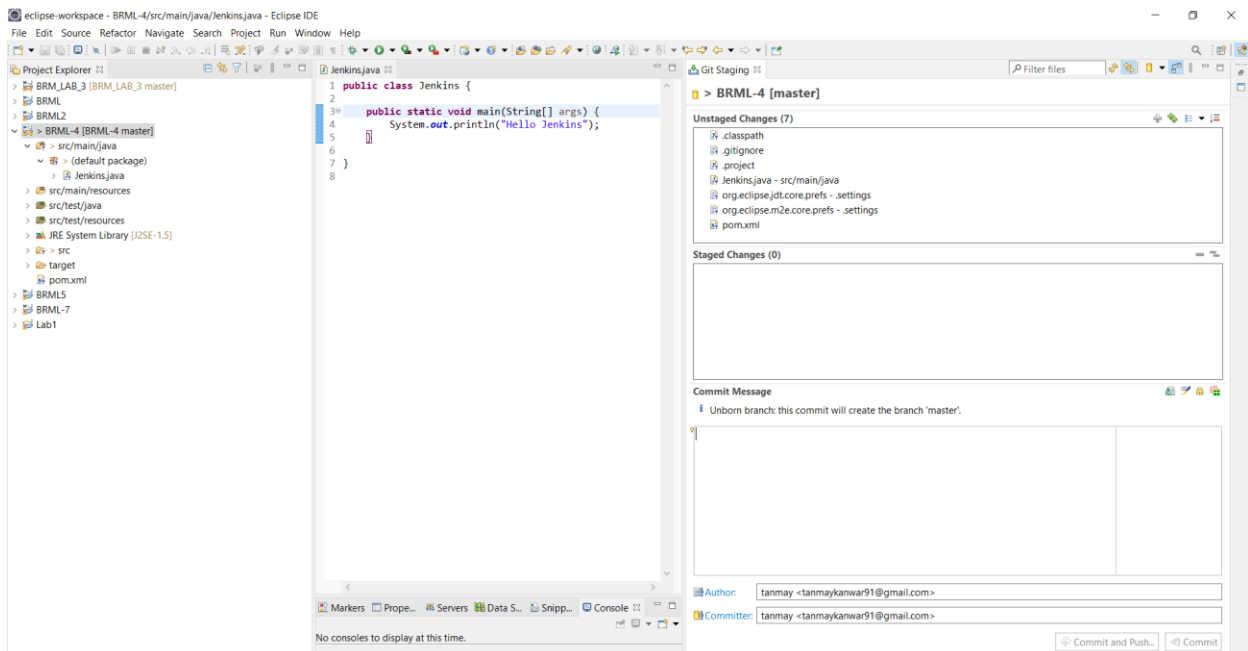 eclipse-workspace - BRML-4/src/main/java/Jenkins.java - Eclipse IDE
File Edit Source Refactor Navigate Search Project Run Window Help
Project Explorer
BRM_LAB_3 [BRM_LAB_3 master]
BRML
BRML2
> BRML-4 [BRML-4 master]
> src/main/java
> (default package)
Jenkins.java
src/main/resources
src/test/java
src/test/resources
JRE System Library [J2SE-1.5]
> src
target
pom.xml
BRML5
BRML-7
Lab1
Jenkins.java
1 public class Jenkins {
2
3 public static void main(String[] args) {
4 System.out.println("Hello Jenkins");
5 }
6
7 }
8
Markers Prope... Servers Data S... Snipp... Console
No consoles to display at this time.
Git Staging
Filter files
> BRML-4 [master]
Unstaged Changes (7)
.classpath
.gitignore
.project
Jenkins.java - src/main/java
org.eclipse.jdt.core.prefs - .settings
org.eclipse.m2e.core.prefs - .settings
pom.xml
Staged Changes (0)
Commit Message
Unborn branch: this commit will create the branch 'master'.
Author: tanmay <tanmaykanwar91@gmail.com>
Committer: tanmay <tanmaykanwar91@gmail.com>
Commit and Push... Commit